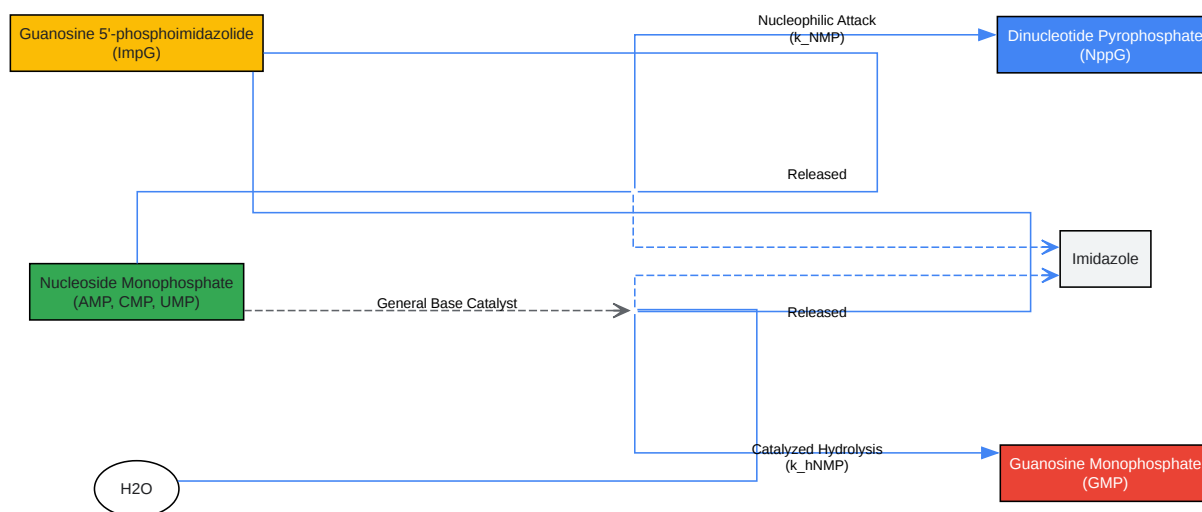 Guanosine 5'-phosphoimidazolide
(ImpG)
Nucleophilic Attack
(k_NMP)
Dinucleotide Pyrophosphate
(NppG)
Released
Imidazole
Nucleoside Monophosphate
(AMP, CMP, UMP)
General Base Catalyst
Released
Catalyzed Hydrolysis
(k_hNMP)
Guanosine Monophosphate
(GMP)
H2O